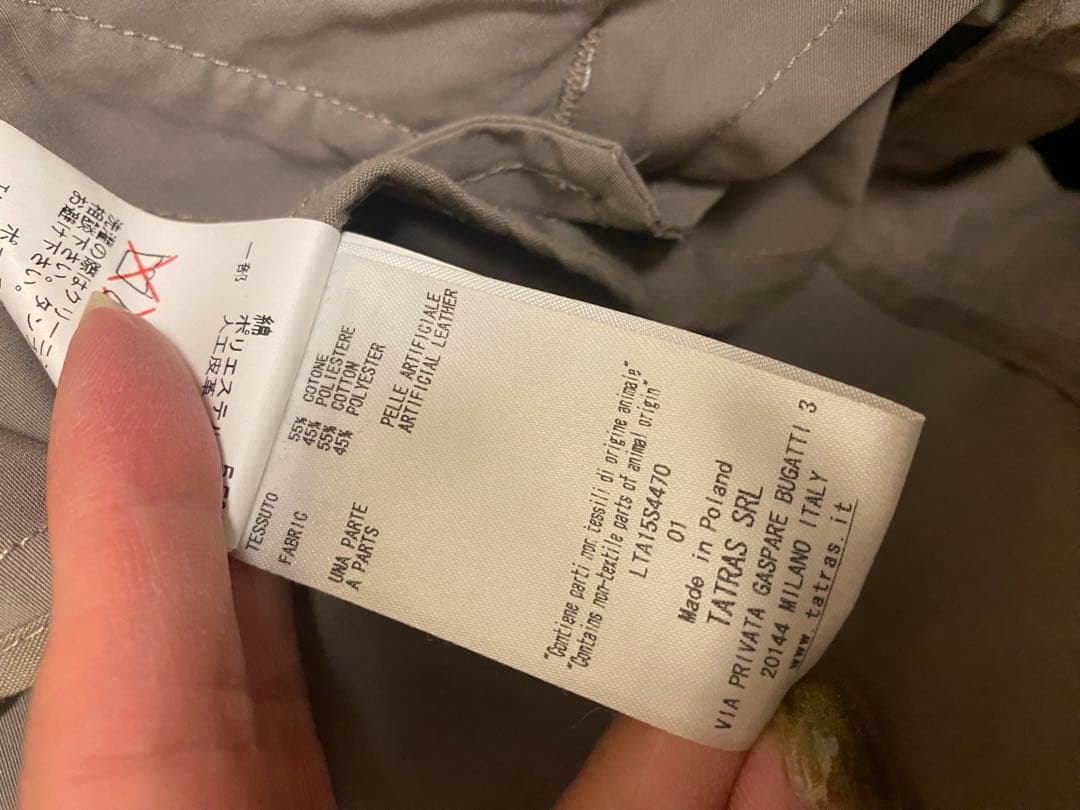 一部
綿
ポリエステル
人工皮革
TESSUTO 55% COTONE
45% POLIESTERE
FABRIC 55% COTTON
45% POLYESTER
UNA PARTE PELLE ARTIFICIALE
A PARTS ARTIFICIAL LEATHER
"Contiene parti non tessili di origine animale"
"Contains non-textile parts of animal origin"
LTA15S4470
01
Made in Poland
TATRAS SRL
VIA PRIVATA GASPARE BUGATTI 3
20144 MILANO ITALY
www.tatras.it